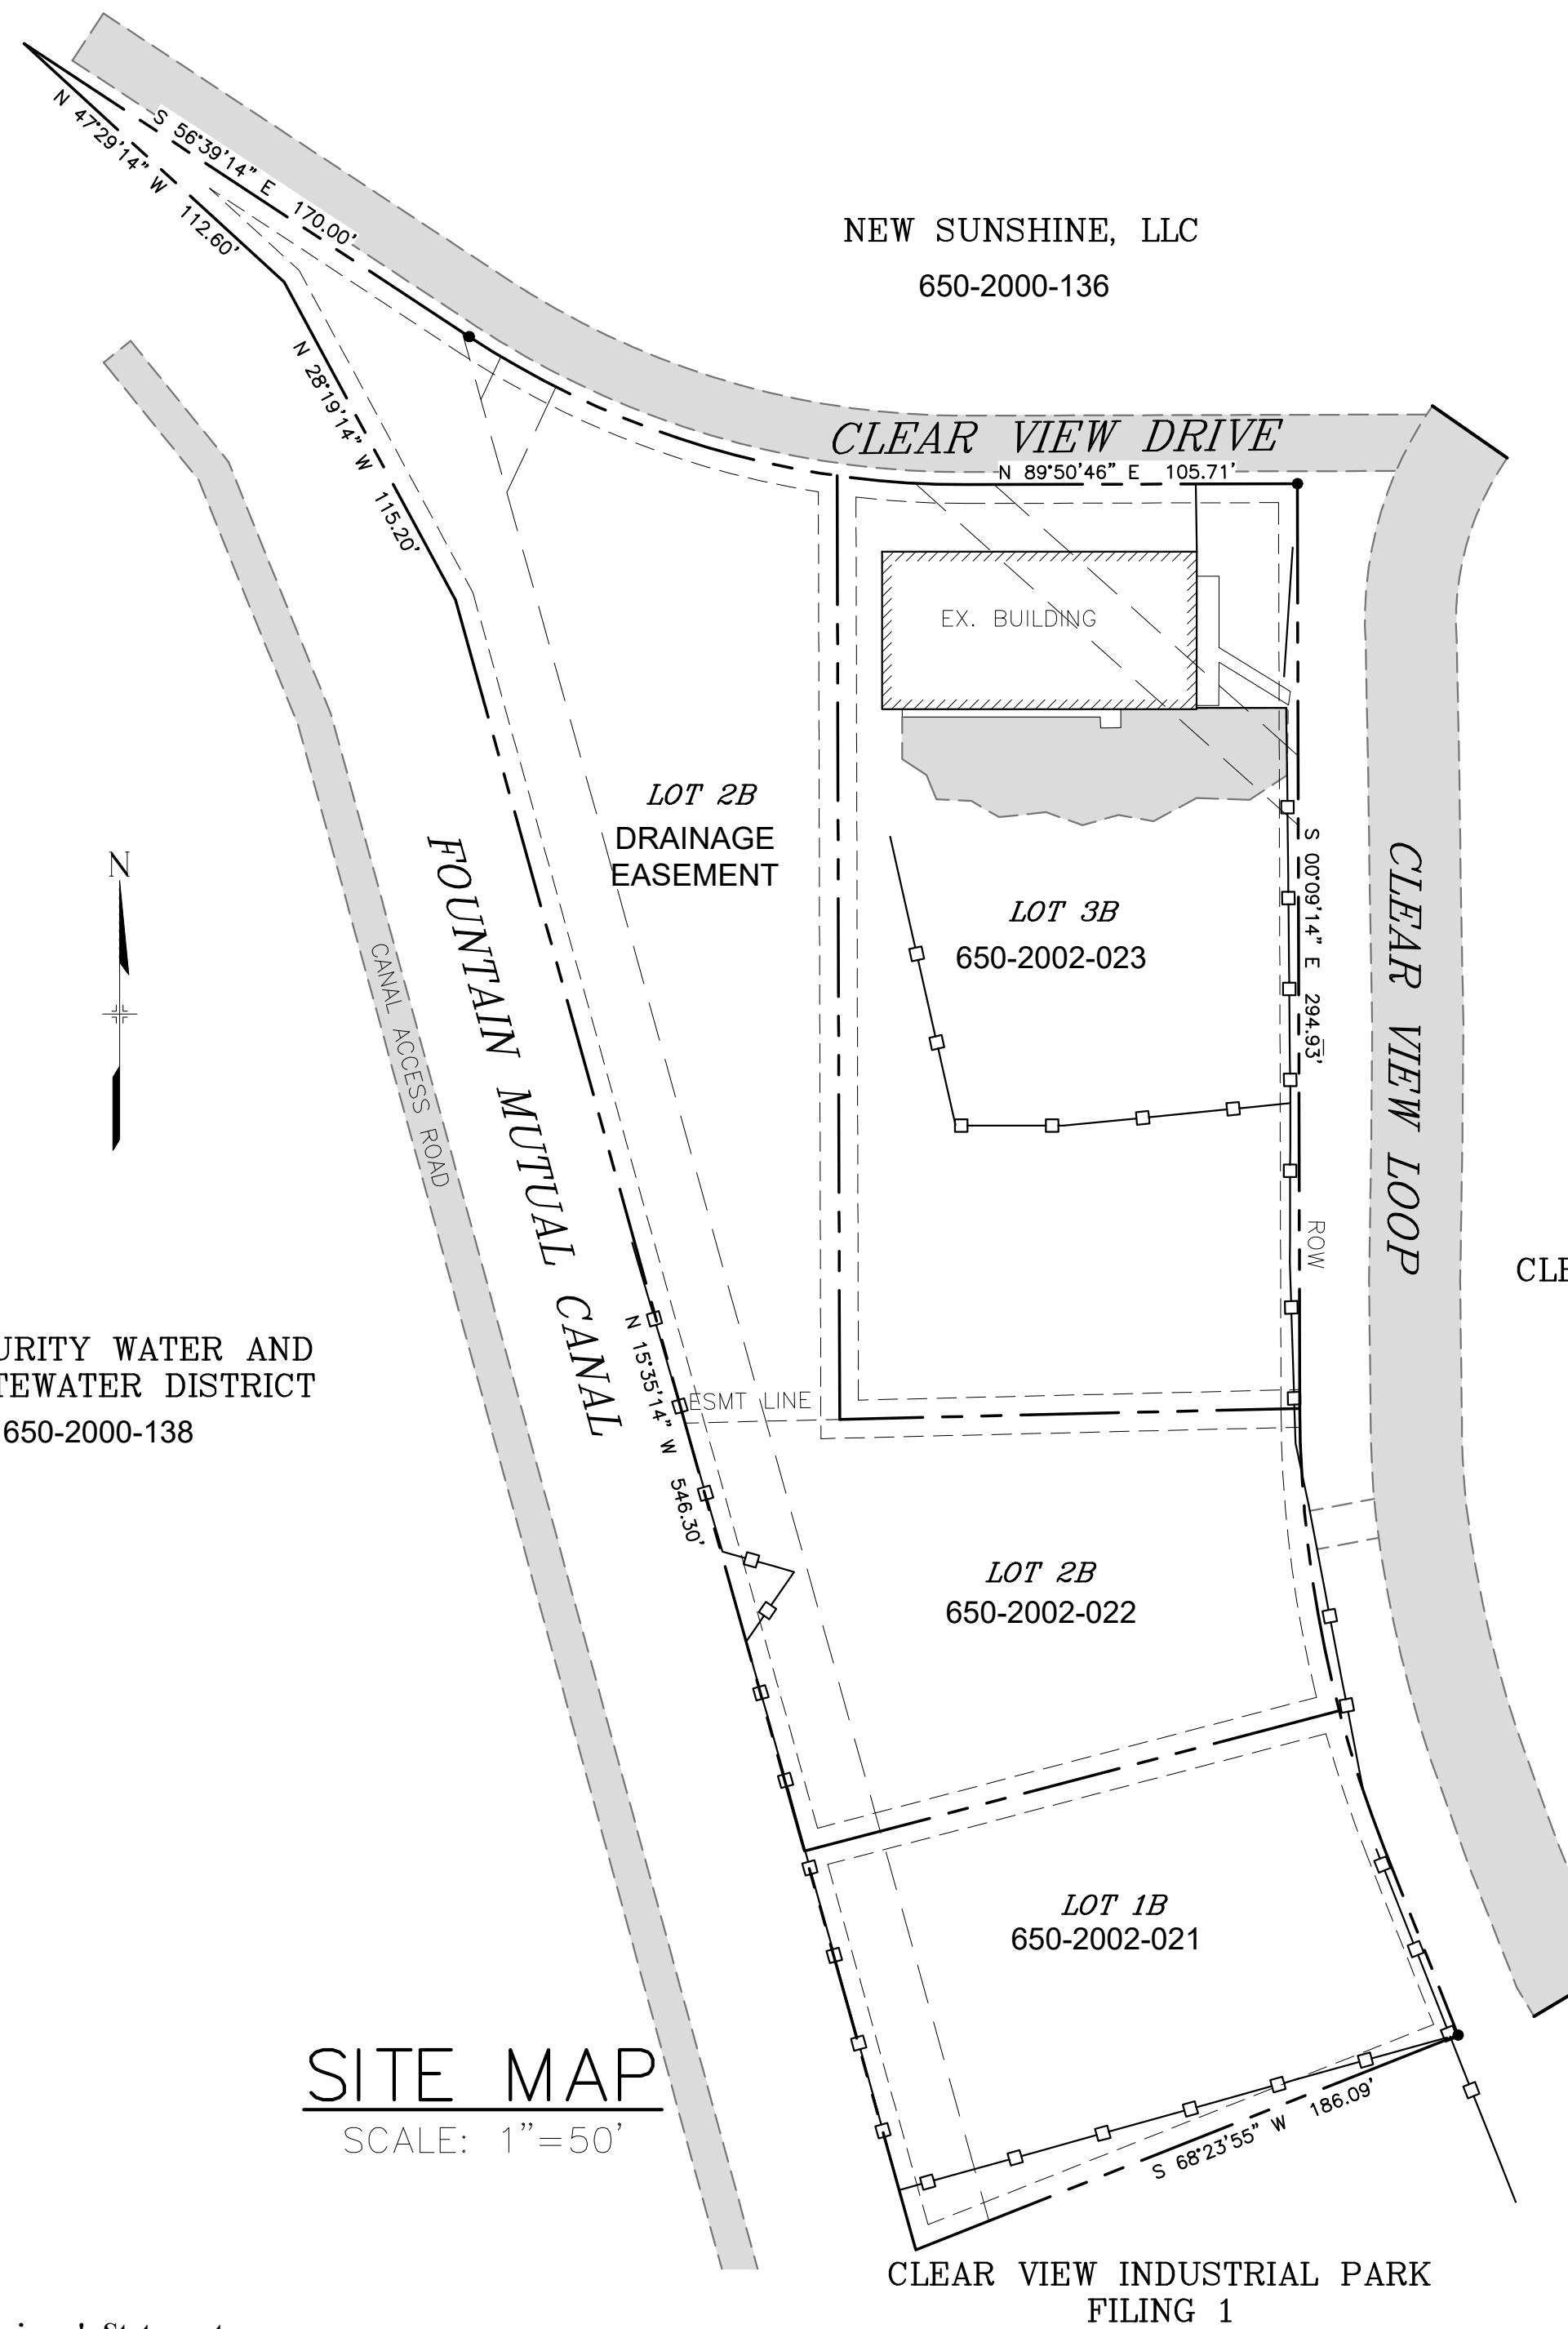 N 47°29'14" W 112.60'
S 56°39'14" E 170.00'
NEW SUNSHINE, LLC
650-2000-136
N 28°19'14" W 115.20'
CLEAR VIEW DRIVE
N 89°50'46" E 105.71'
EX. BUILDING
LOT 2B
DRAINAGE
EASEMENT
FOUNTAIN MUTUAL CANAL
CANAL ACCESS ROAD
N
LOT 3B
650-2002-023
S 00°09'14" E 294.93'
CLEAR VIEW LOOP
ROW
CLE
URITY WATER AND
TEWATER DISTRICT
650-2000-138
N 15°35'14" W 546.30'
ESMT LINE
LOT 2B
650-2002-022
LOT 1B
650-2002-021
SITE MAP
SCALE: 1"=50'
S 68°23'55" W 186.09'
CLEAR VIEW INDUSTRIAL PARK
FILING 1